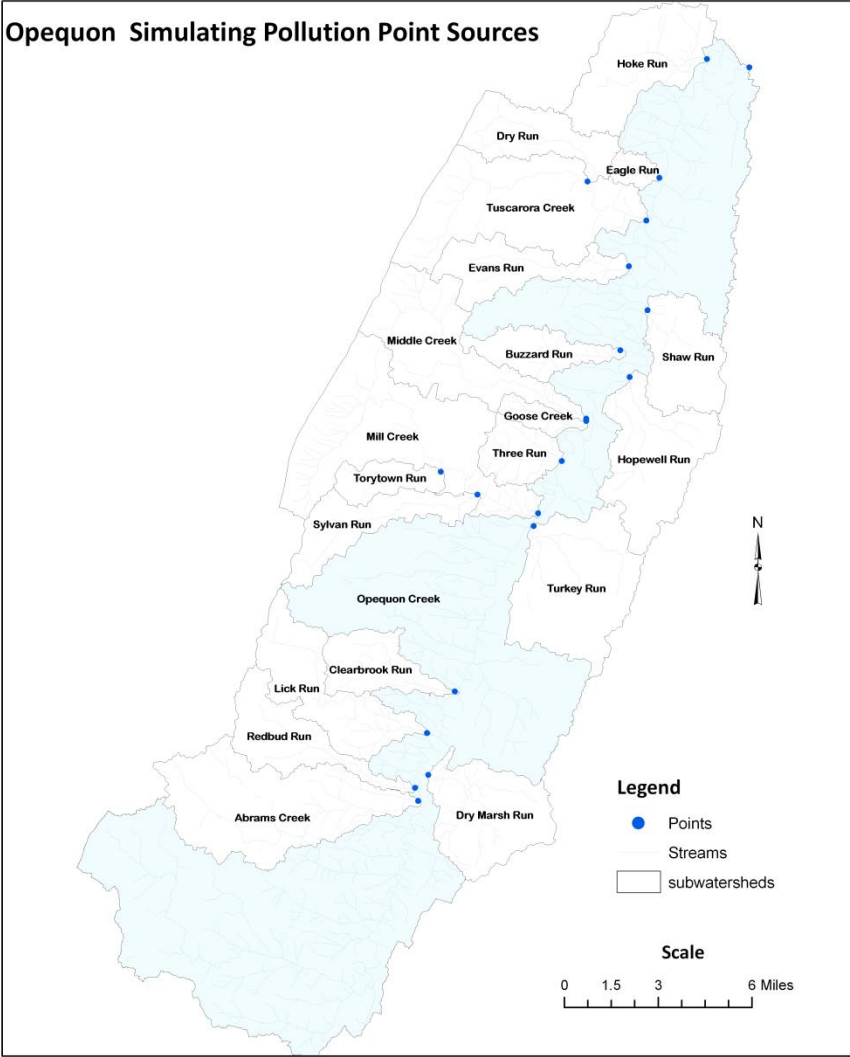 Opequon  Simulating Pollution Point Sources
Hoke Run
Dry Run
Eagle Run
Tuscarora Creek
Evans Run
Middle Creek
Buzzard Run
Shaw Run
Goose Creek
Mill Creek
Three Run
Hopewell Run
Torytown Run
Sylvan Run
N
Turkey Run
Opequon Creek
Clearbrook Run
Lick Run
Redbud Run
Abrams Creek
Dry Marsh Run
Legend
Points
Streams
subwatersheds
Scale
0 1.5 3 6 Miles